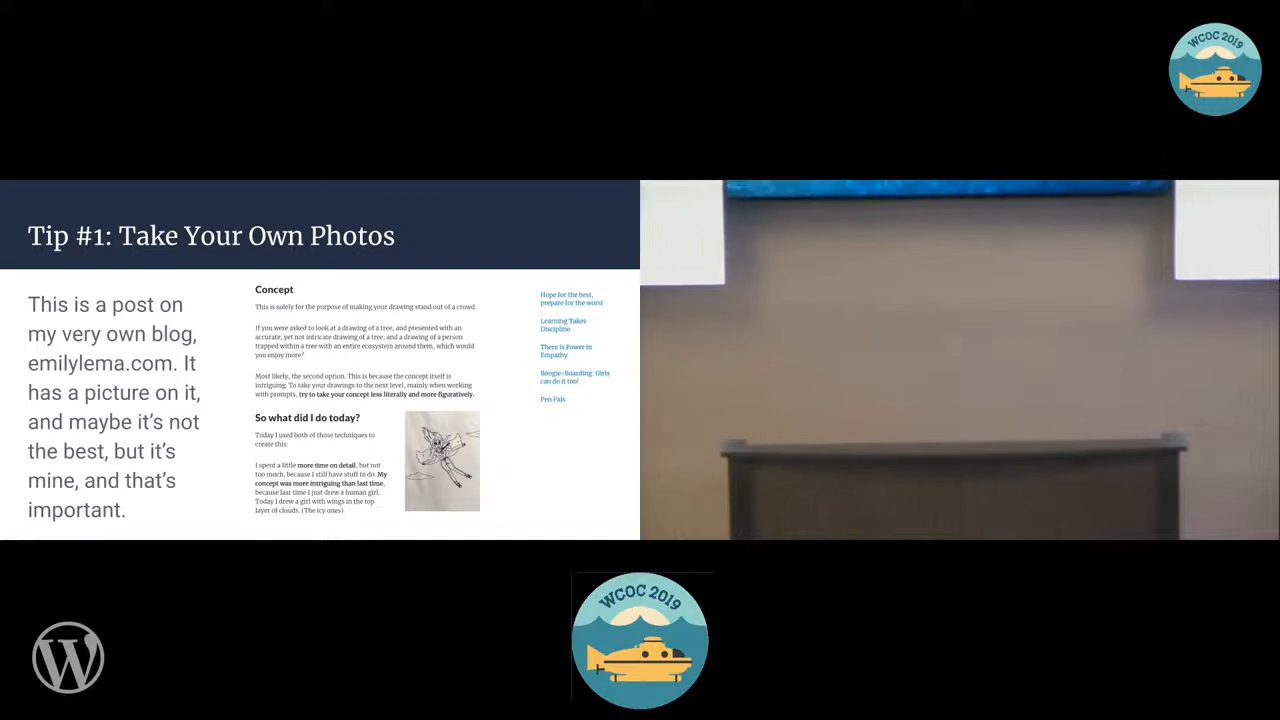 WCOC 2019
Tip #1: Take Your Own Photos
This is a post on
my very own blog,
emilylema.com. It
has a picture on it,
and maybe it's not
the best, but it's
mine, and that's
important.
Concept
This is solely for the purpose of making your drawing stand out of a crowd.
If you were asked to look at a drawing of a tree, and presented with an
accurate, yet not intricate drawing of a tree, and a drawing of a person
trapped within a tree with an entire ecosystem around them, which would
you enjoy more?
Most likely, the second option. This is because the concept itself is
intriguing. To take your drawings to the next level, mainly when working
with prompts, try to take your concept less literally and more figuratively.
So what did I do today?
Today I used both of those techniques to
create this:
I spent a little more time on detail, but not
too much, because I still have stuff to do. My
concept was more intriguing than last time,
because last time I just drew a human girl.
Today I drew a girl with wings in the top
layer of clouds. (The icy ones)
Hope for the best,
prepare for the worst
Learning Takes
Discipline
There is Power in
Empathy
Boogie-Boarding: Girls
can do it too!
Pen Pals
W
WCOC 2019